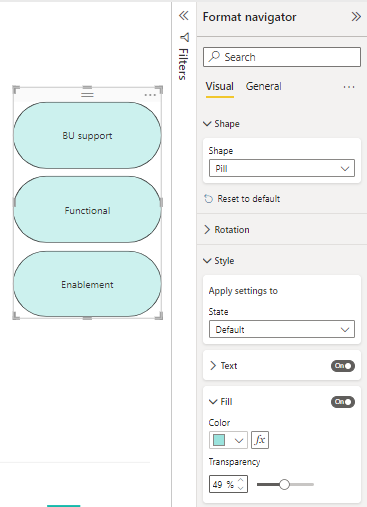 BU support
Functional
Enablement
Filters
Format navigator
Search
Visual General
Shape
Shape
Pill
Reset to default
Rotation
Style
Apply settings to
State
Default
Text On
Fill On
Color
fx
Transparency
49 %